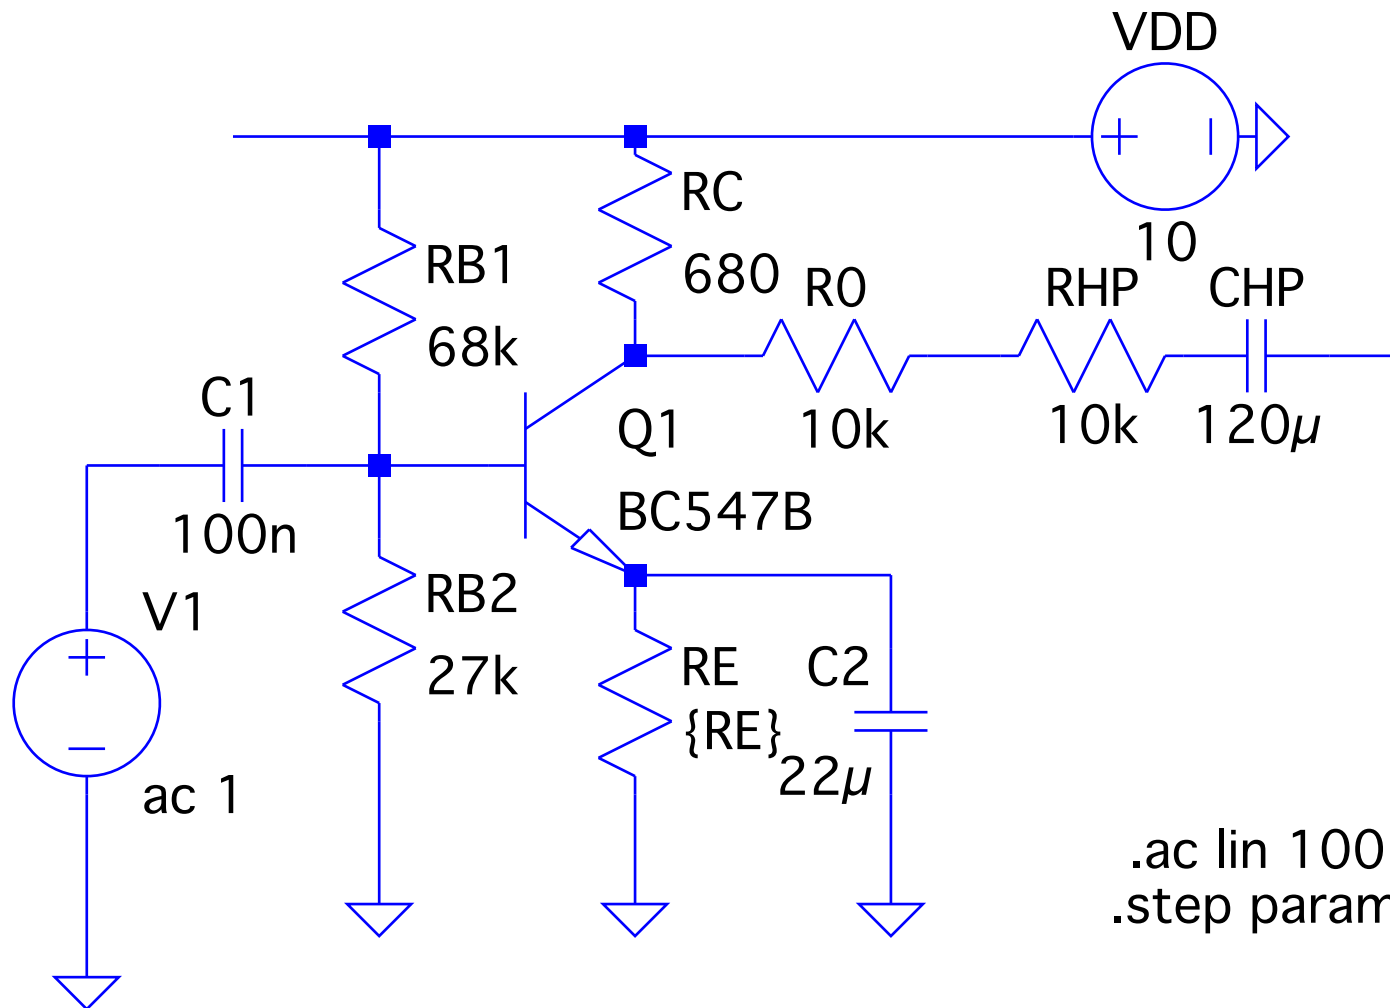 VDD
10
RC
680
RB1
68k
R0
10k
RHP
10k
CHP
120µ
C1
100n
Q1
BC547B
V1
ac 1
RB2
27k
RE
{RE}
C2
22µ
.ac lin 100
.step param